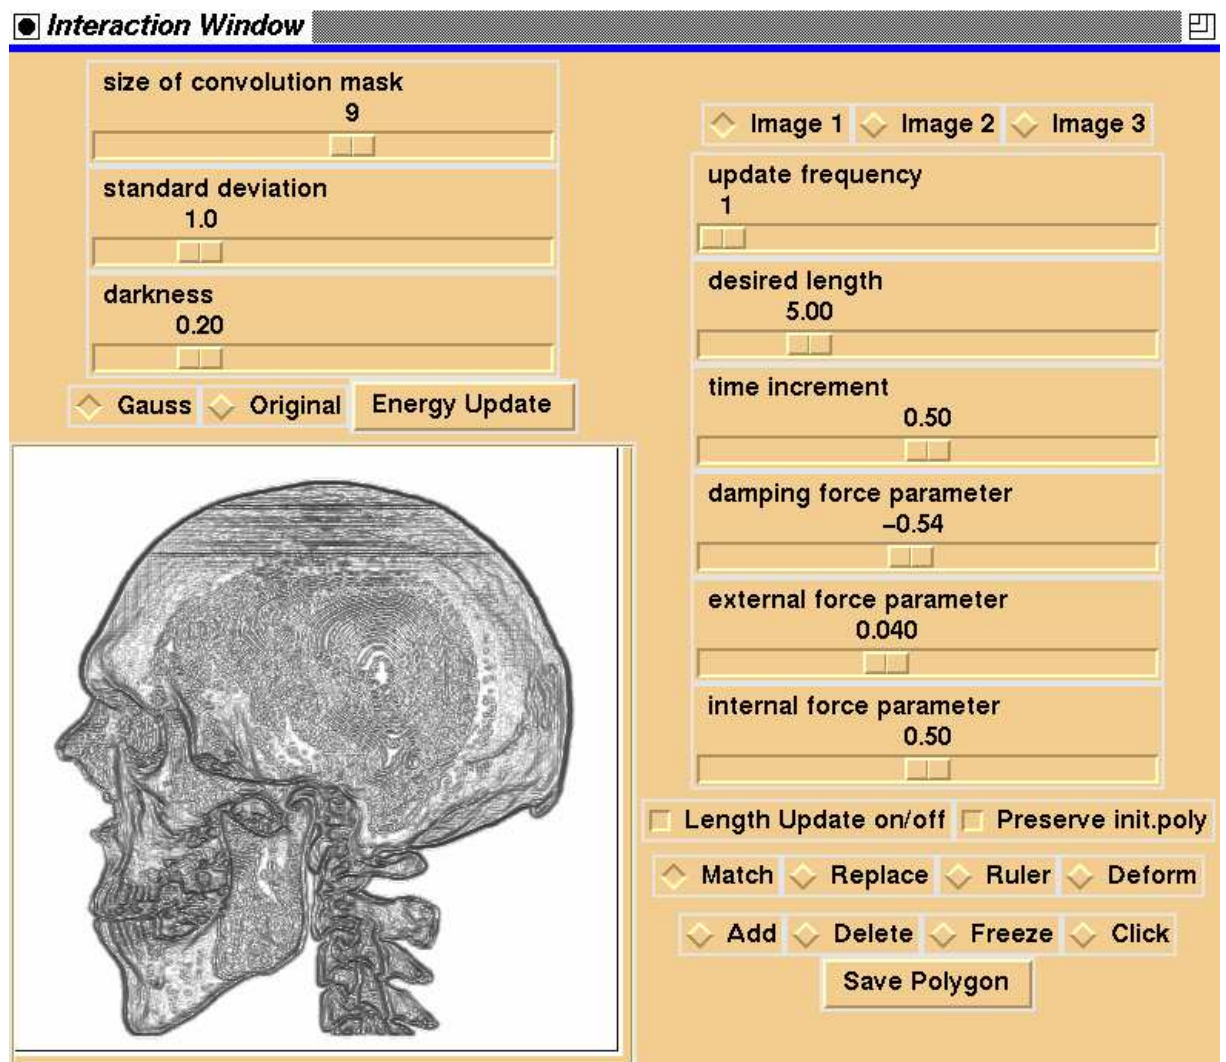 Interaction Window
size of convolution mask
9
standard deviation
1.0
darkness
0.20
Gauss Original Energy Update
Image 1 Image 2 Image 3
update frequency
1
desired length
5.00
time increment
0.50
damping force parameter
−0.54
external force parameter
0.040
internal force parameter
0.50
Length Update on/off Preserve init.poly
Match Replace Ruler Deform
Add Delete Freeze Click
Save Polygon